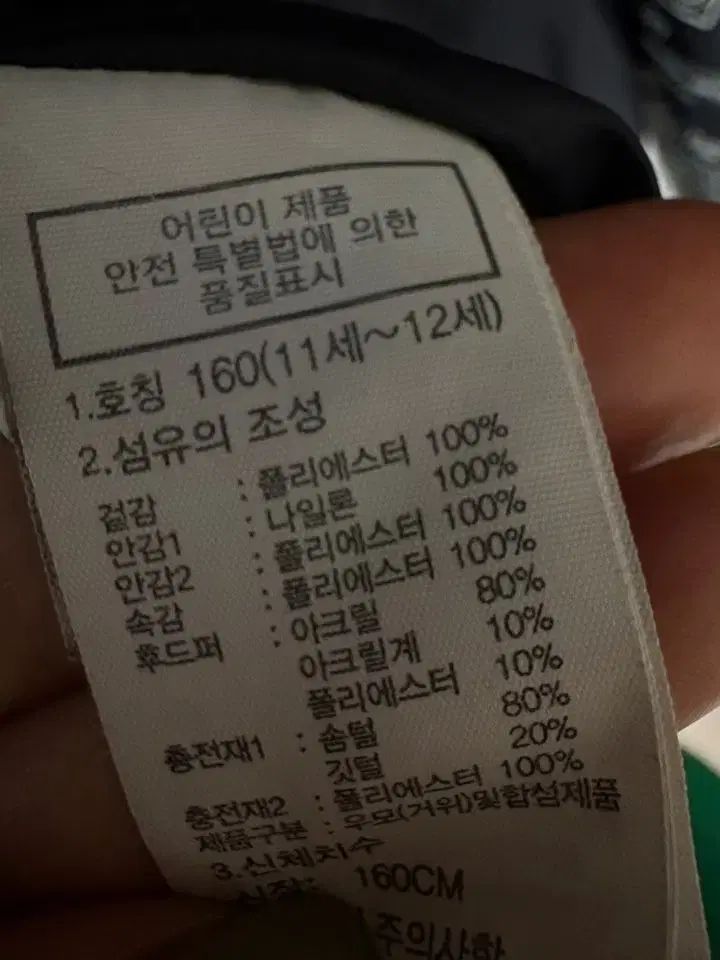 어린이 제품
안전 특별법에 의한
품질표시
1.호칭 160(11세~12세)
2.섬유의 조성
겉감 : 폴리에스터 100%
안감1 : 나일론 100%
안감2 : 폴리에스터 100%
속감 : 폴리에스터 100%
후드퍼 : 아크릴 80%
아크릴계 10%
폴리에스터 10%
충전재1 : 솜털 80%
깃털 20%
충전재2 : 폴리에스터 100%
제품구분 : 우모(거위)및합성제품
3.신체치수
신장: 160CM
주의사항